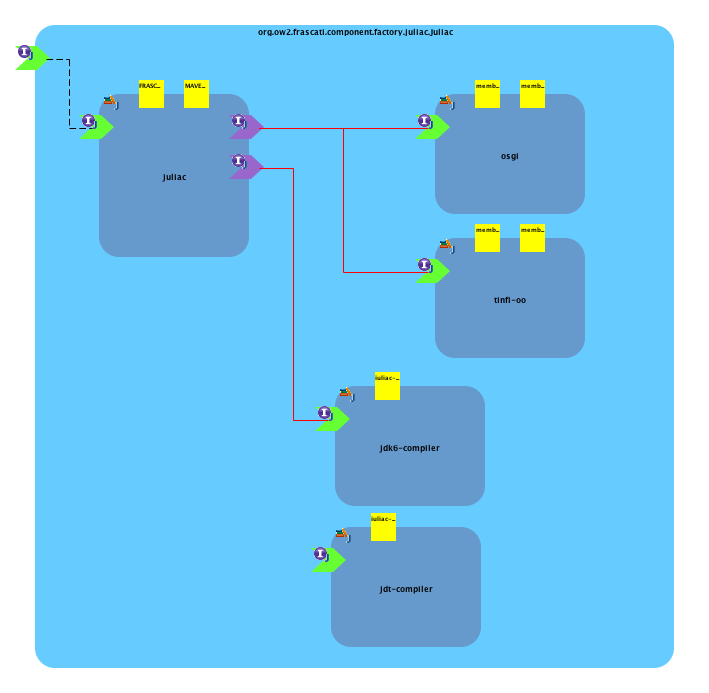 org.ow2.frascati.component.factory.juliac.juliac
FRASC...
MAVE...
juliac
memb...
memb...
osgi
memb...
memb...
tinfi-oo
juliac-...
jdk6-compiler
juliac-...
jdt-compiler